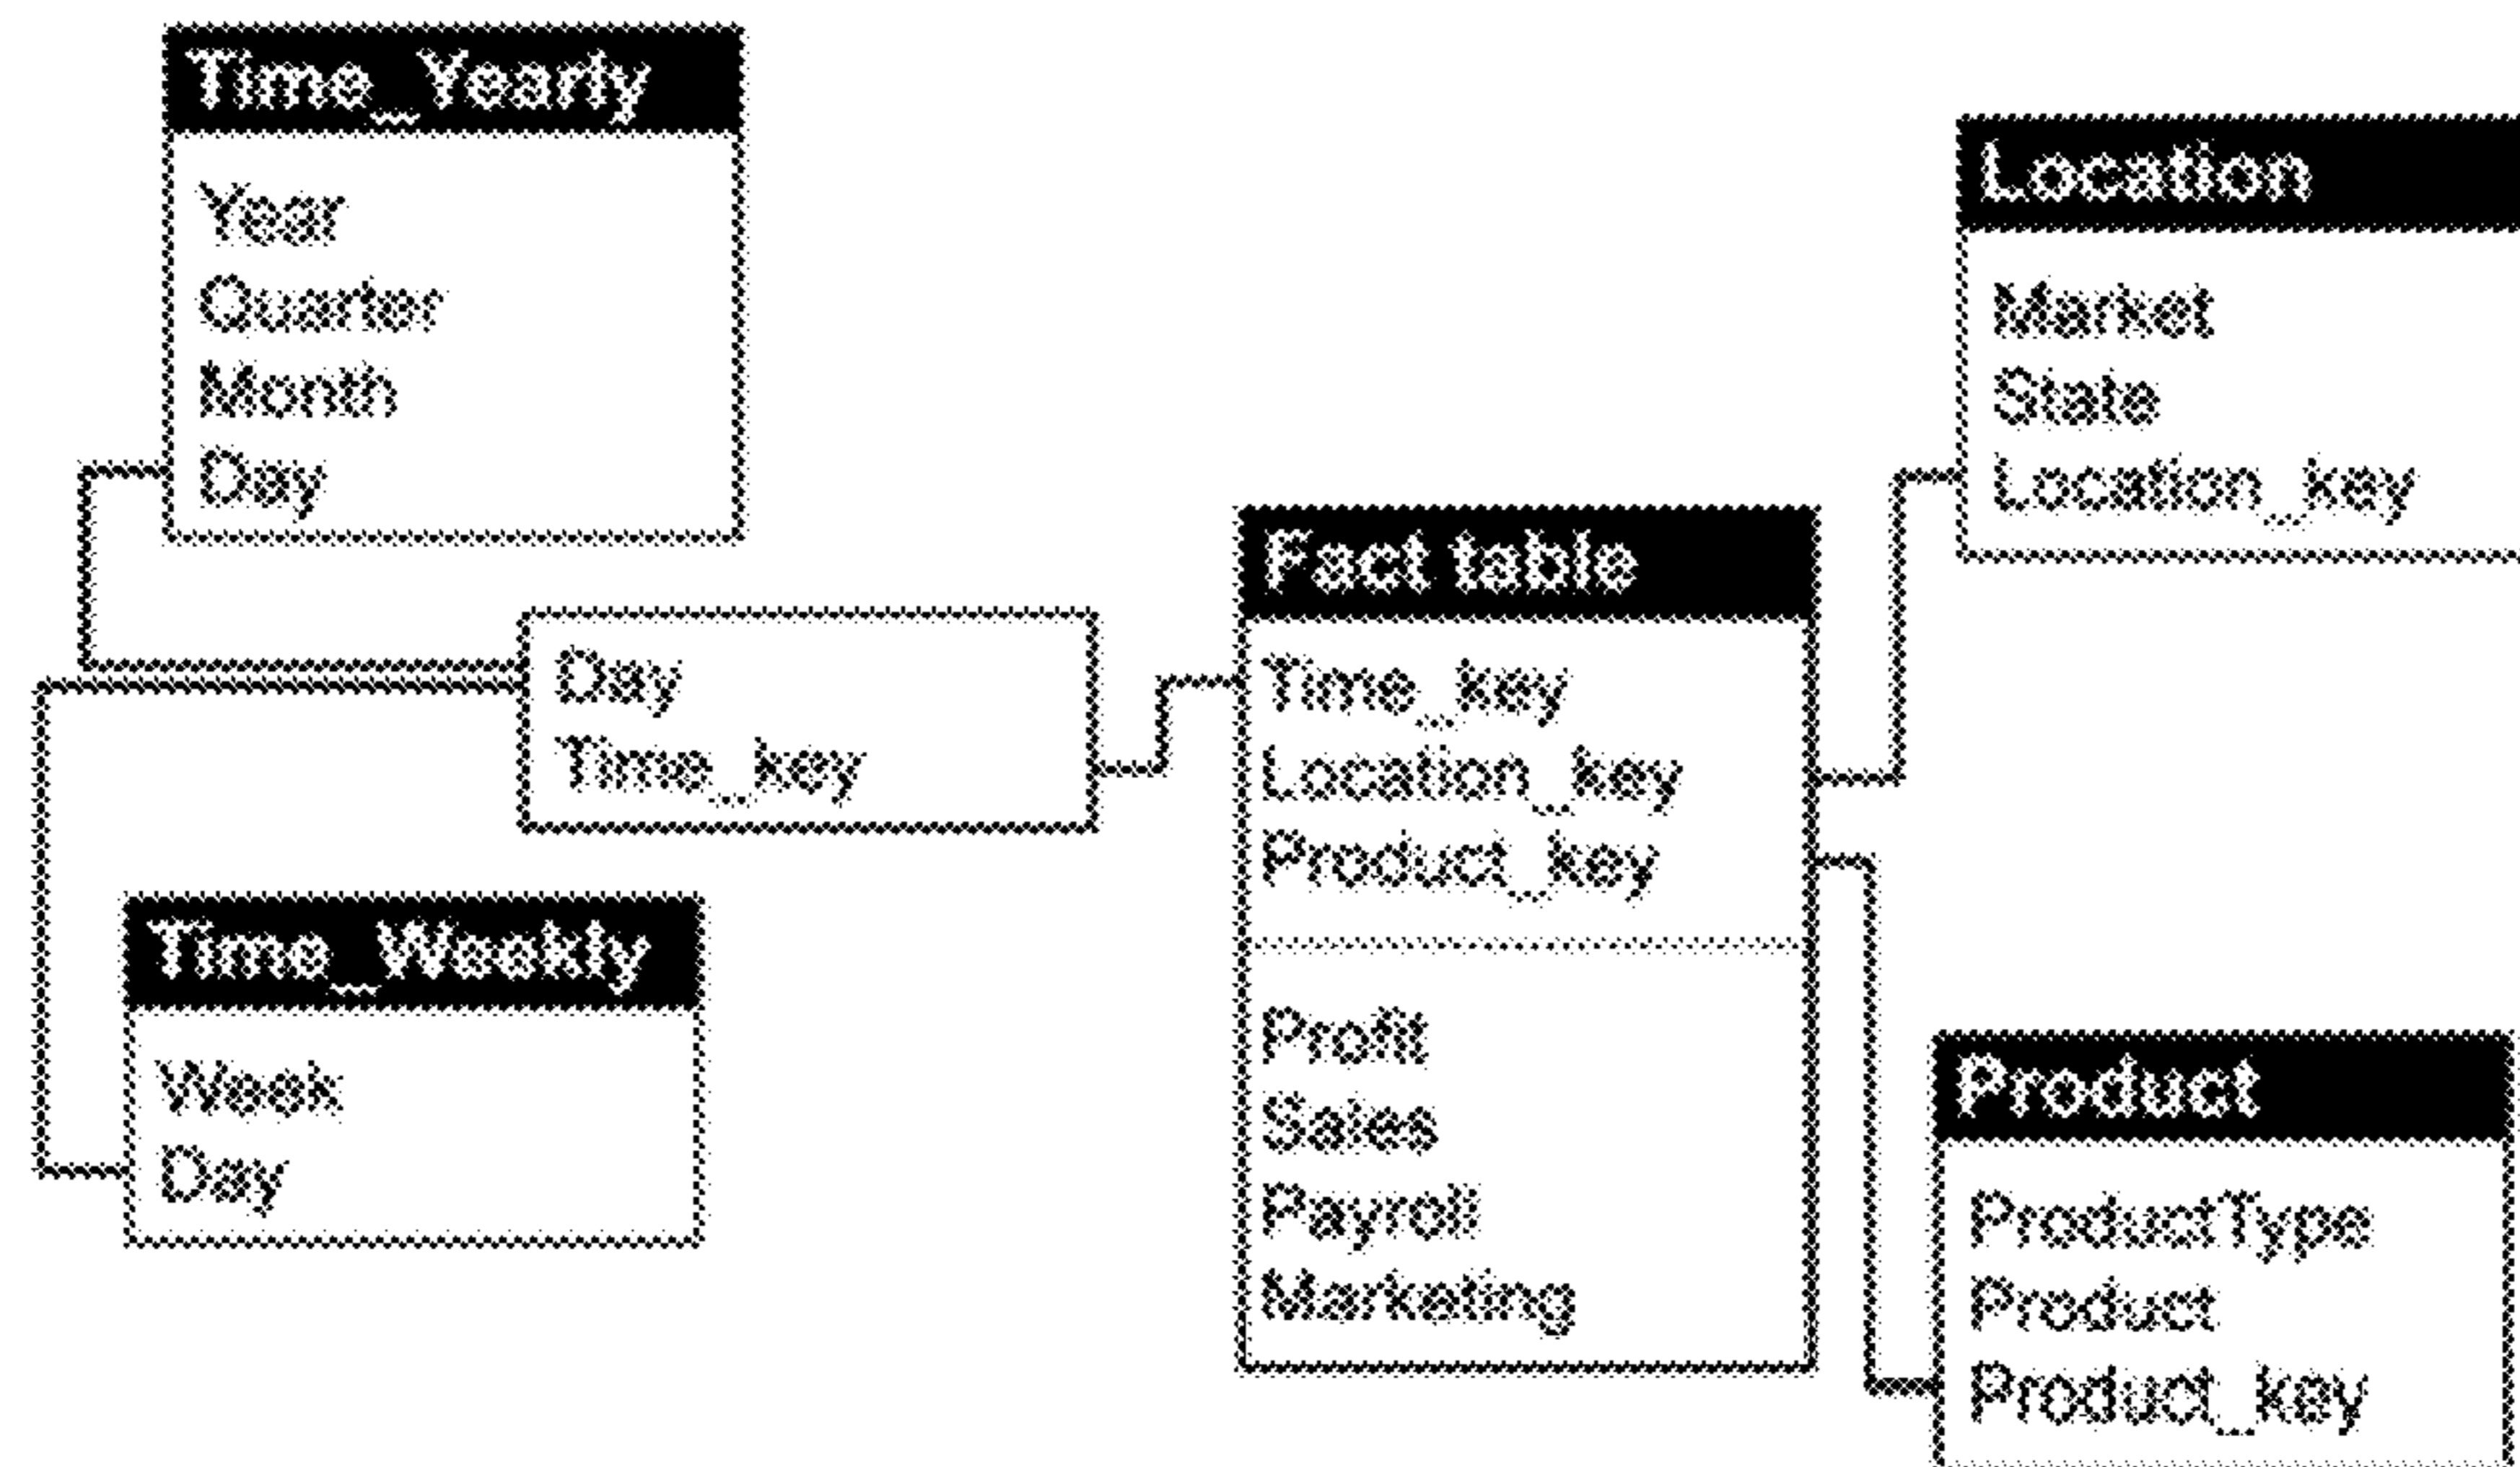 Time_Yearly
Year
Quarter
Month
Day
Day
Time_key
Time_Weekly
Week
Day
Fact table
Time_key
Location_key
Product_key
Profit
Sales
Payroll
Marketing
Location
Market
State
Location_key
Product
ProductType
Product
Product_key